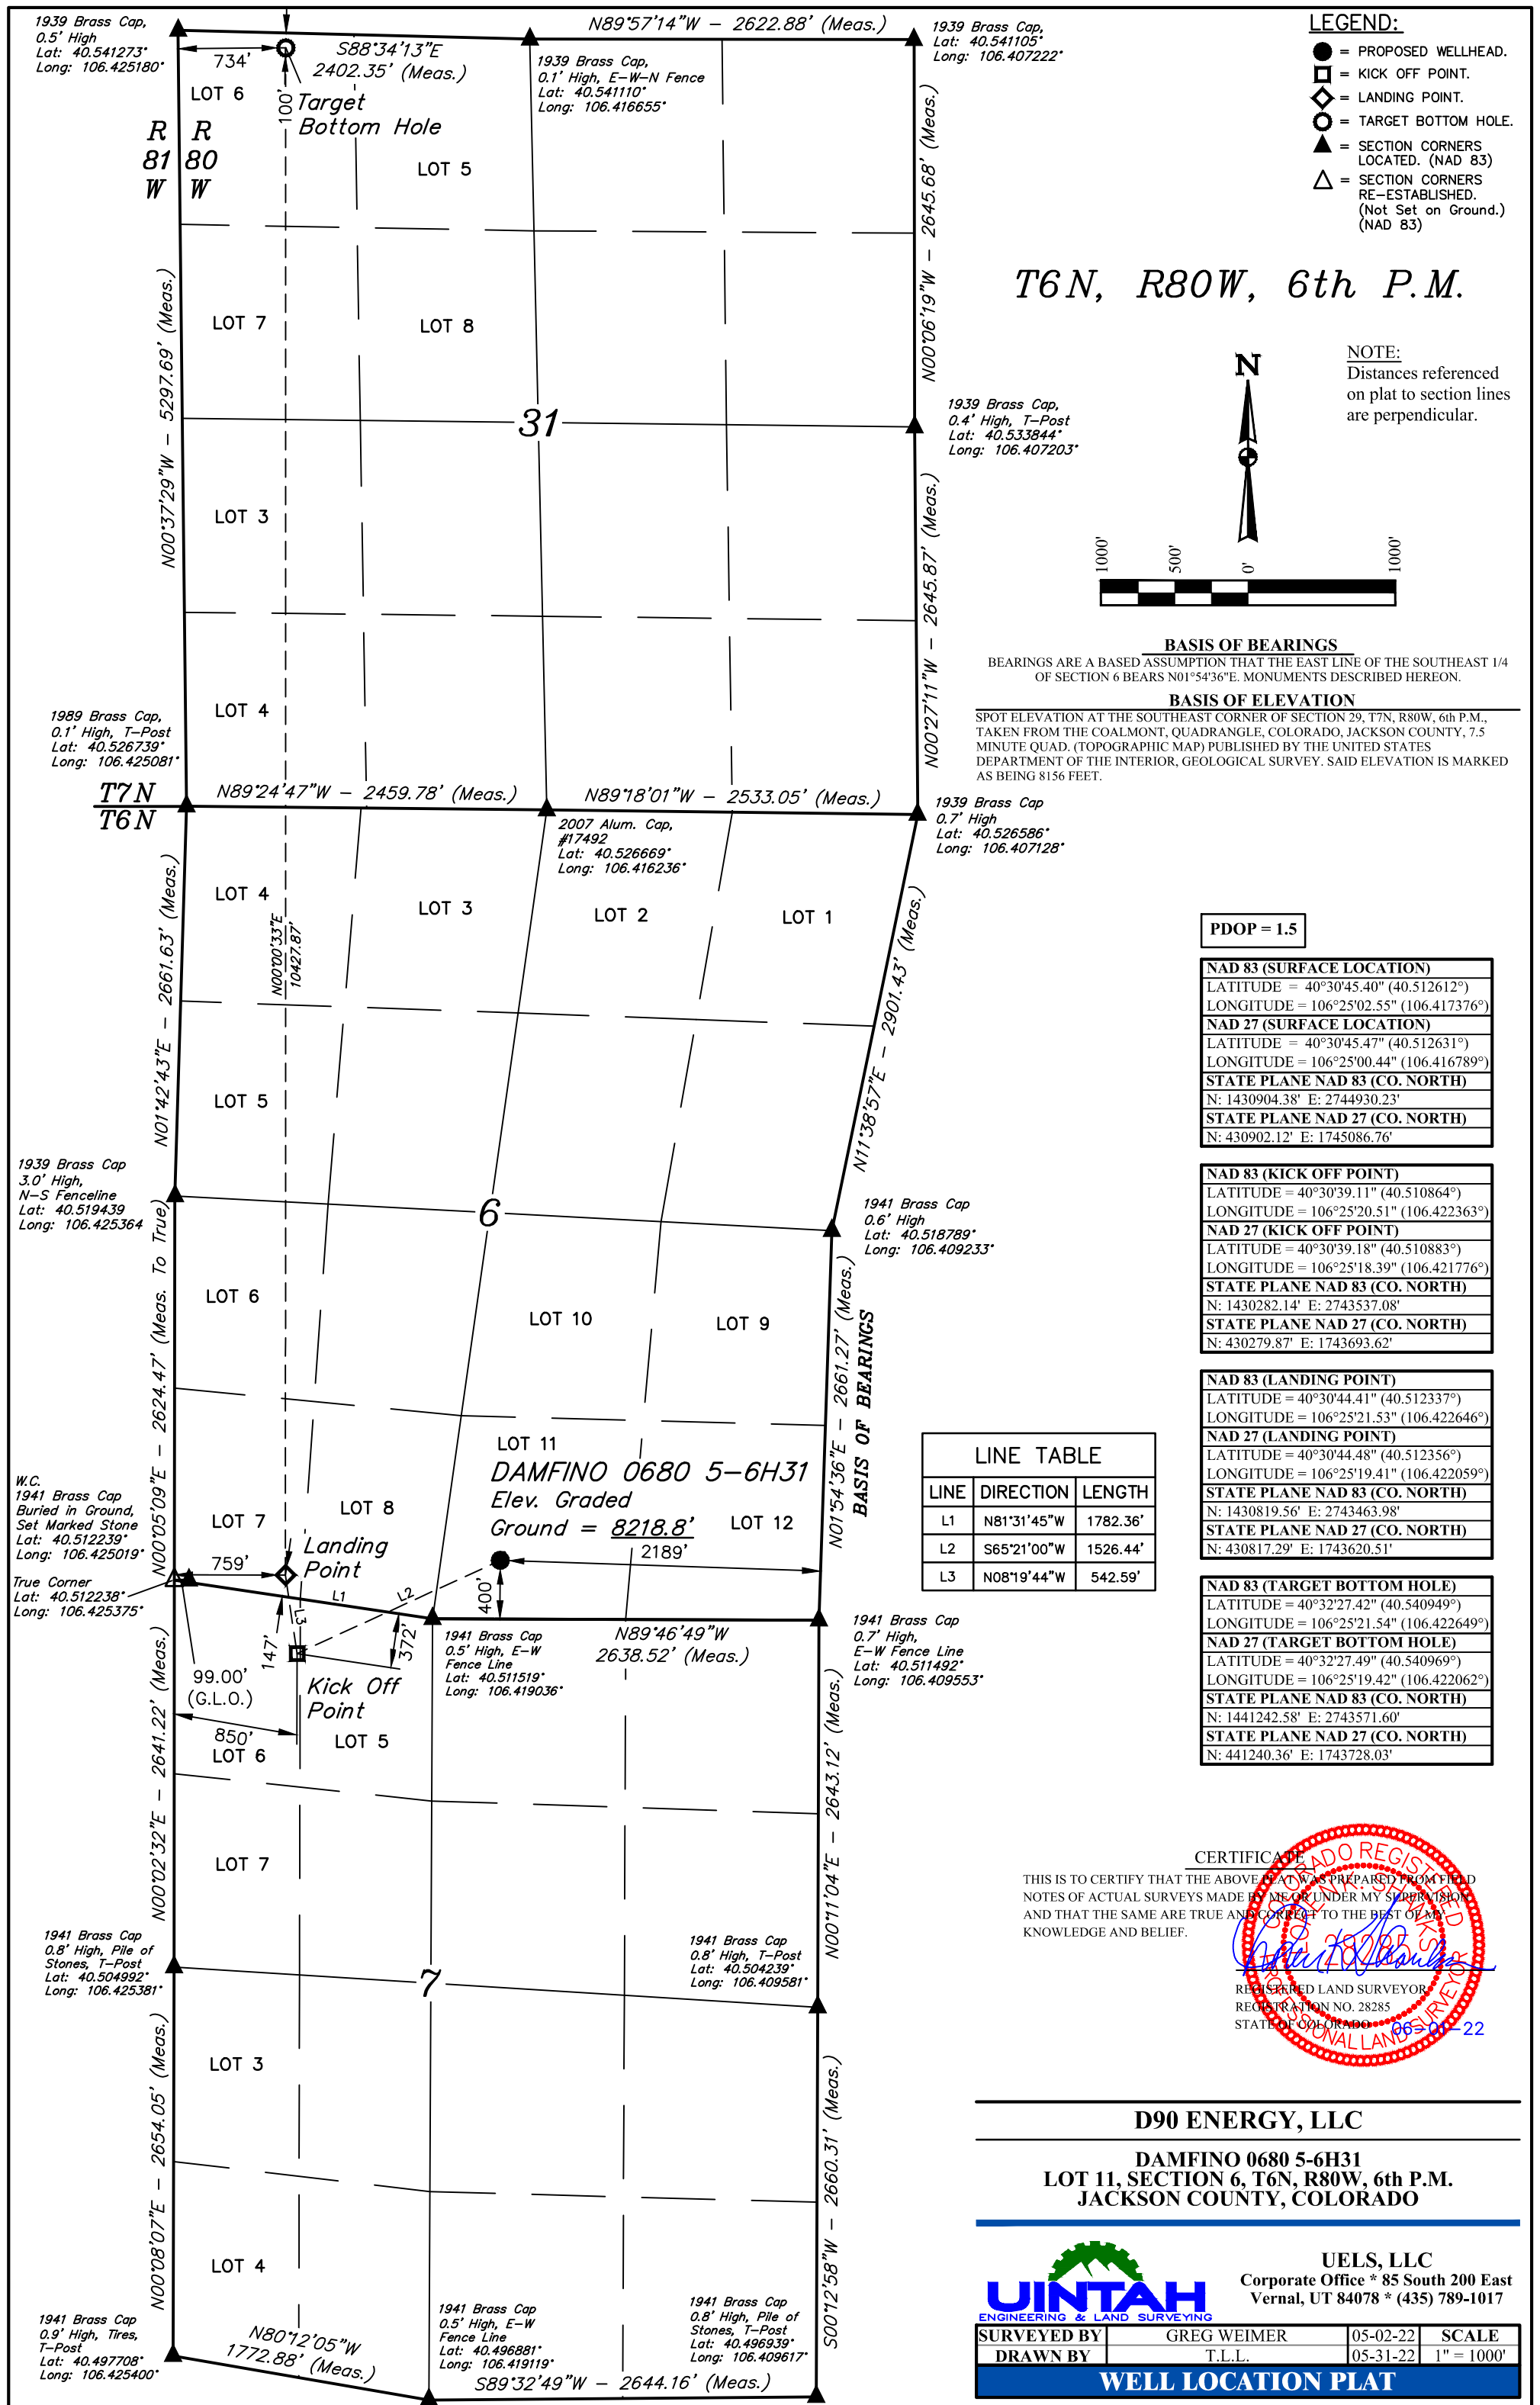 1939 Brass Cap,
0.5' High
Lat: 40.541273°
Long: 106.425180°
734'
S88°34'13"E
2402.35' (Meas.)
N89°57'14"W – 2622.88' (Meas.)
1939 Brass Cap,
0.1' High, E-W-N Fence
Lat: 40.541110°
Long: 106.416655°
1939 Brass Cap,
Lat: 40.541105°
Long: 106.407222°
LOT 6
100'
Target
Bottom Hole
R R
81 80
W W
LOT 5
N00°06'19"W – 2645.68' (Meas.)
N00°37'29"W – 5297.69' (Meas.)
LOT 7
LOT 8
31
1939 Brass Cap,
0.4' High, T-Post
Lat: 40.533844°
Long: 106.407203°
LOT 3
N00°27'11"W – 2645.87' (Meas.)
LOT 4
1989 Brass Cap,
0.1' High, T-Post
Lat: 40.526739°
Long: 106.425081°
T7N
T6N
N89°24'47"W – 2459.78' (Meas.)
N89°18'01"W – 2533.05' (Meas.)
2007 Alum. Cap,
#17492
Lat: 40.526669°
Long: 106.416236°
1939 Brass Cap
0.7' High
Lat: 40.526586°
Long: 106.407128°
LOT 4
LOT 3
LOT 2
LOT 1
N01°42'43"E – 2661.63' (Meas.)
N00°00'33"E
10427.87'
N11°38'57"E – 2901.43' (Meas.)
LOT 5
1939 Brass Cap
3.0' High,
N-S Fenceline
Lat: 40.519439
Long: 106.425364
6
1941 Brass Cap
0.6' High
Lat: 40.518789°
Long: 106.409233°
N00°05'09"E – 2624.47' (Meas. To True)
LOT 6
LOT 10
LOT 9
N01°54'36"E – 2661.27' (Meas.)
BASIS OF BEARINGS
LOT 11
DAMFINO 0680 5-6H31
Elev. Graded
Ground = 8218.8'
LOT 12
LOT 7
LOT 8
W.C.
1941 Brass Cap
Buried in Ground,
Set Marked Stone
Lat: 40.512239°
Long: 106.425019°
True Corner
Lat: 40.512238°
Long: 106.425375°
759'
Landing
Point
2189'
400'
L1
L2
L3
147'
372'
99.00'
(G.L.O.)
Kick Off
Point
850'
1941 Brass Cap
0.5' High, E-W
Fence Line
Lat: 40.511519°
Long: 106.419036°
N89°46'49"W
2638.52' (Meas.)
1941 Brass Cap
0.7' High,
E-W Fence Line
Lat: 40.511492°
Long: 106.409553°
LOT 6
LOT 5
N00°02'32"E – 2641.22' (Meas.)
N00°11'04"E – 2643.12' (Meas.)
LOT 7
1941 Brass Cap
0.8' High, Pile of
Stones, T-Post
Lat: 40.504992°
Long: 106.425381°
7
1941 Brass Cap
0.8' High, T-Post
Lat: 40.504239°
Long: 106.409581°
LOT 3
N00°08'07"E – 2654.05' (Meas.)
S00°12'58"W – 2660.31' (Meas.)
LOT 4
1941 Brass Cap
0.9' High, Tires,
T-Post
Lat: 40.497708°
Long: 106.425400°
N80°12'05"W
1772.88' (Meas.)
1941 Brass Cap
0.5' High, E-W
Fence Line
Lat: 40.496881°
Long: 106.419119°
S89°32'49"W – 2644.16' (Meas.)
1941 Brass Cap
0.8' High, Pile of
Stones, T-Post
Lat: 40.496939°
Long: 106.409617°
LEGEND:
= PROPOSED WELLHEAD.
= KICK OFF POINT.
= LANDING POINT.
= TARGET BOTTOM HOLE.
= SECTION CORNERS
LOCATED. (NAD 83)
= SECTION CORNERS
RE-ESTABLISHED.
(Not Set on Ground.)
(NAD 83)
T6N, R80W, 6th P.M.
N
NOTE:
Distances referenced
on plat to section lines
are perpendicular.
1000' 500' 0' 1000'
BASIS OF BEARINGS
BEARINGS ARE A BASED ASSUMPTION THAT THE EAST LINE OF THE SOUTHEAST 1/4
OF SECTION 6 BEARS N01°54'36"E. MONUMENTS DESCRIBED HEREON.
BASIS OF ELEVATION
SPOT ELEVATION AT THE SOUTHEAST CORNER OF SECTION 29, T7N, R80W, 6th P.M.,
TAKEN FROM THE COALMONT, QUADRANGLE, COLORADO, JACKSON COUNTY, 7.5
MINUTE QUAD. (TOPOGRAPHIC MAP) PUBLISHED BY THE UNITED STATES
DEPARTMENT OF THE INTERIOR, GEOLOGICAL SURVEY. SAID ELEVATION IS MARKED
AS BEING 8156 FEET.
PDOP = 1.5
NAD 83 (SURFACE LOCATION)
LATITUDE = 40°30'45.40" (40.512612°)
LONGITUDE = 106°25'02.55" (106.417376°)
NAD 27 (SURFACE LOCATION)
LATITUDE = 40°30'45.47" (40.512631°)
LONGITUDE = 106°25'00.44" (106.416789°)
STATE PLANE NAD 83 (CO. NORTH)
N: 1430904.38' E: 2744930.23'
STATE PLANE NAD 27 (CO. NORTH)
N: 430902.12' E: 1745086.76'
NAD 83 (KICK OFF POINT)
LATITUDE = 40°30'39.11" (40.510864°)
LONGITUDE = 106°25'20.51" (106.422363°)
NAD 27 (KICK OFF POINT)
LATITUDE = 40°30'39.18" (40.510883°)
LONGITUDE = 106°25'18.39" (106.421776°)
STATE PLANE NAD 83 (CO. NORTH)
N: 1430282.14' E: 2743537.08'
STATE PLANE NAD 27 (CO. NORTH)
N: 430279.87' E: 1743693.62'
NAD 83 (LANDING POINT)
LATITUDE = 40°30'44.41" (40.512337°)
LONGITUDE = 106°25'21.53" (106.422646°)
NAD 27 (LANDING POINT)
LATITUDE = 40°30'44.48" (40.512356°)
LONGITUDE = 106°25'19.41" (106.422059°)
STATE PLANE NAD 83 (CO. NORTH)
N: 1430819.56' E: 2743463.98'
STATE PLANE NAD 27 (CO. NORTH)
N: 430817.29' E: 1743620.51'
NAD 83 (TARGET BOTTOM HOLE)
LATITUDE = 40°32'27.42" (40.540949°)
LONGITUDE = 106°25'21.54" (106.422649°)
NAD 27 (TARGET BOTTOM HOLE)
LATITUDE = 40°32'27.49" (40.540969°)
LONGITUDE = 106°25'19.42" (106.422062°)
STATE PLANE NAD 83 (CO. NORTH)
N: 1441242.58' E: 2743571.60'
STATE PLANE NAD 27 (CO. NORTH)
N: 441240.36' E: 1743728.03'
LINE TABLE
LINE DIRECTION LENGTH
L1 N81°31'45"W 1782.36'
L2 S65°21'00"W 1526.44'
L3 N08°19'44"W 542.59'
CERTIFICATE
THIS IS TO CERTIFY THAT THE ABOVE PLAT WAS PREPARED FROM FIELD
NOTES OF ACTUAL SURVEYS MADE BY ME OR UNDER MY SUPERVISION
AND THAT THE SAME ARE TRUE AND CORRECT TO THE BEST OF MY
KNOWLEDGE AND BELIEF.
COLORADO REGISTERED
LOREN K. SHANKS
28285
PROFESSIONAL LAND SURVEYOR
REGISTERED LAND SURVEYOR
REGISTRATION NO. 28285
STATE OF COLORADO
06-01-22
D90 ENERGY, LLC
DAMFINO 0680 5-6H31
LOT 11, SECTION 6, T6N, R80W, 6th P.M.
JACKSON COUNTY, COLORADO
UINTAH
ENGINEERING & LAND SURVEYING
UELS, LLC
Corporate Office * 85 South 200 East
Vernal, UT 84078 * (435) 789-1017
SURVEYED BY GREG WEIMER 05-02-22 SCALE
DRAWN BY T.L.L. 05-31-22 1" = 1000'
WELL LOCATION PLAT